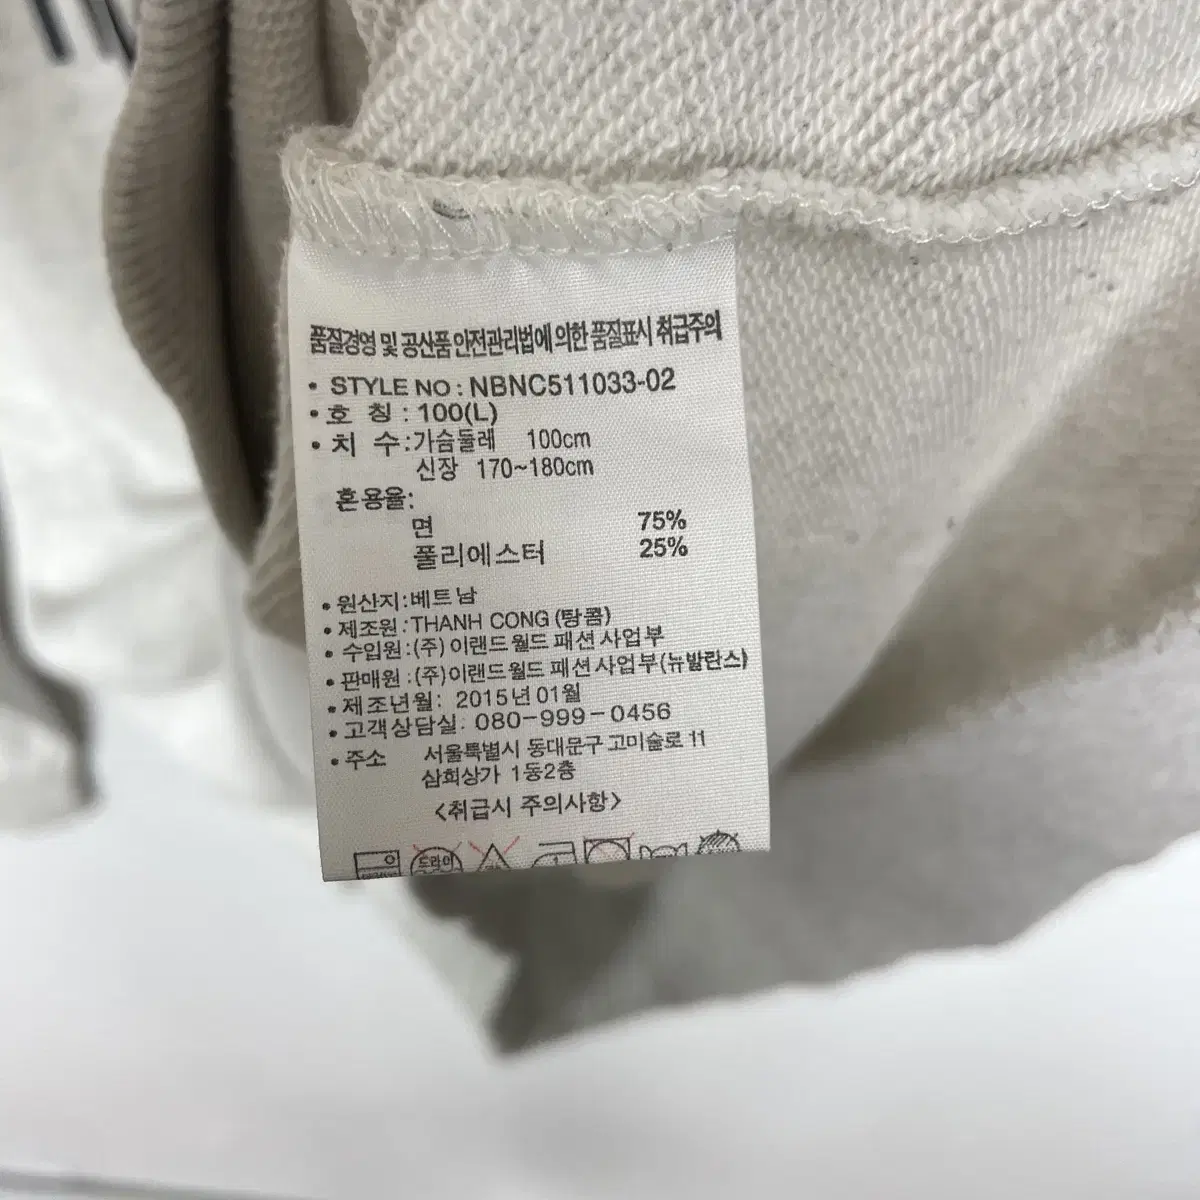 품질경영 및 공산품안전관리법에 의한 품질표시 취급주의
• STYLE NO : NBNC511033-02
• 호 칭 : 100(L)
• 치 수 : 가슴둘레 100cm
신장 170~180cm
혼용율:
면 75%
폴리에스터 25%
• 원산지:베트남
• 제조원:THANH CONG (탕콤)
• 수입원:(주) 이랜드월드 패션사업부
• 판매원:(주)이랜드월드 패션사업부(뉴발란스)
• 제조년월: 2015년 01월
• 고객상담실: 080-999-0456
• 주소 서울특별시 동대문구 고미술로 11
삼희상가 1동2층
<취급시 주의사항>
드라이